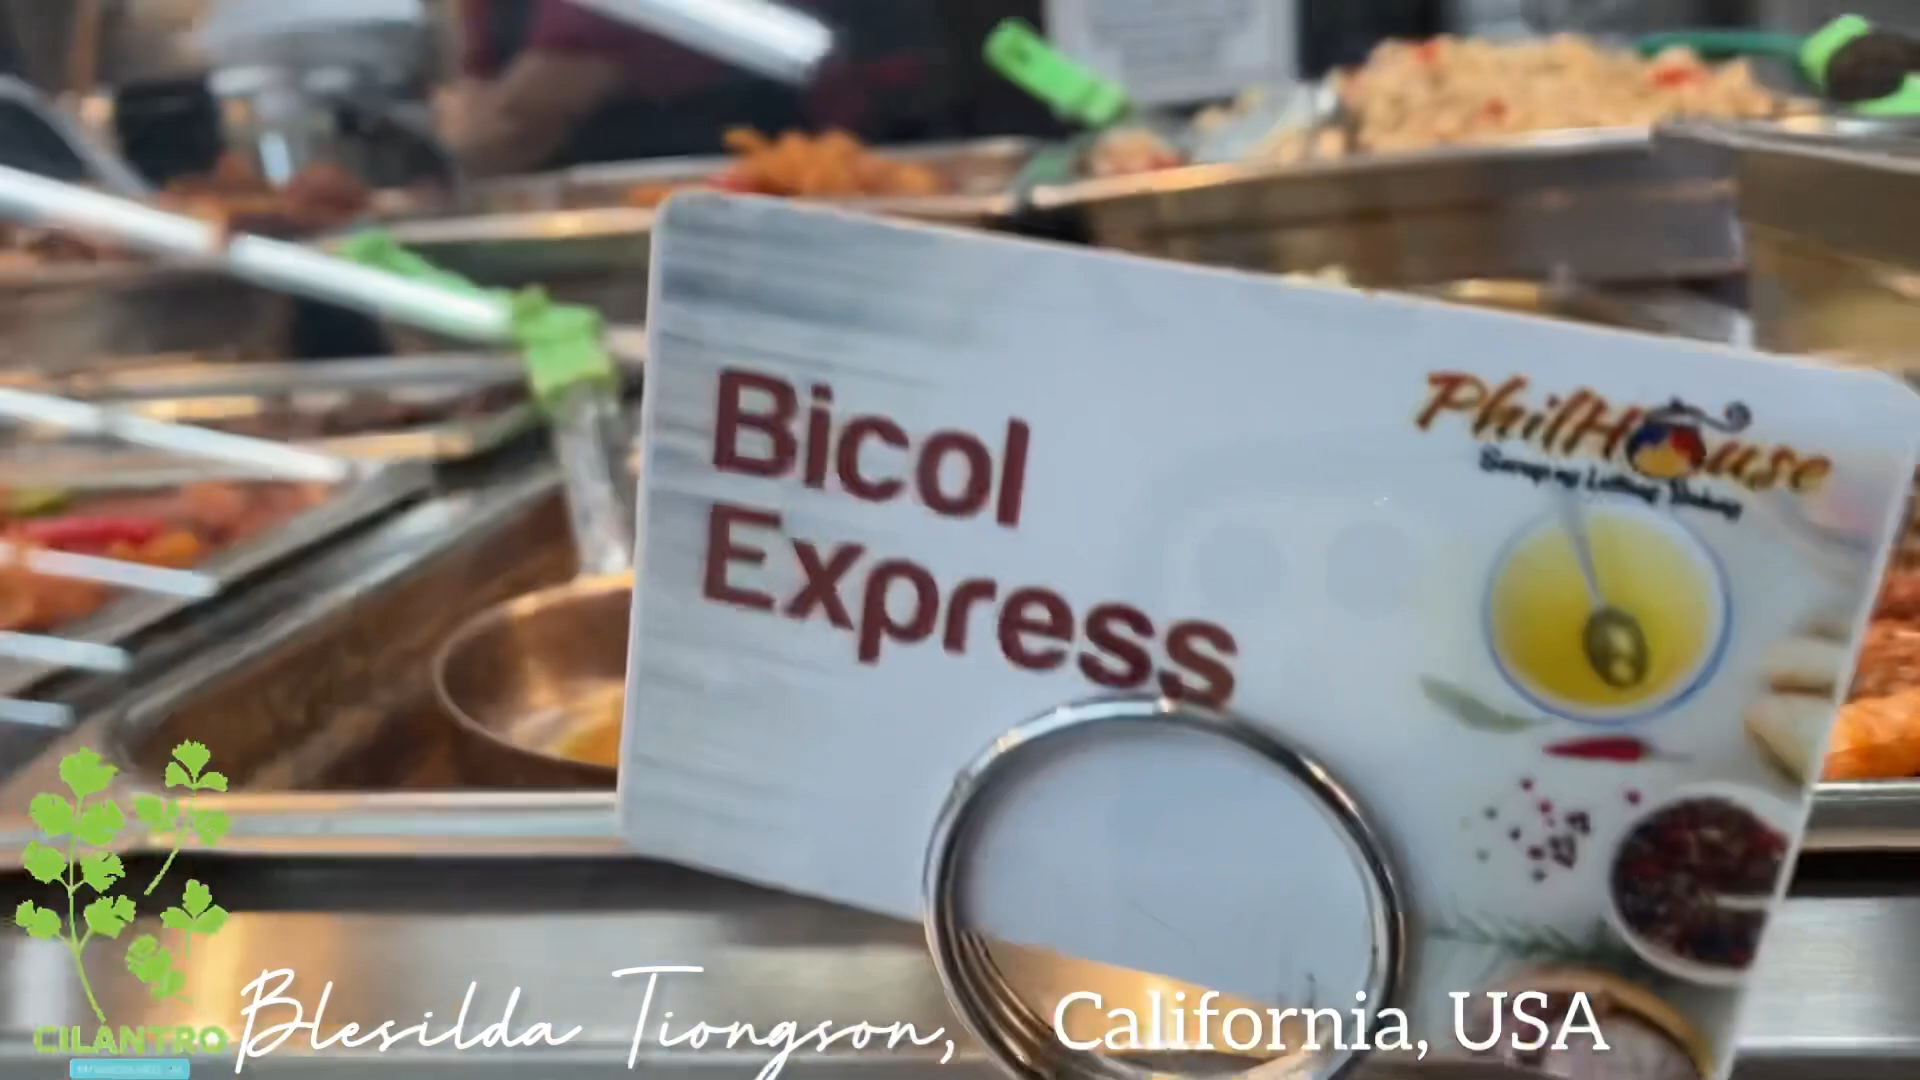 Bicol
Express
PhilHouse
CILANTRO
Blesilda Tiongson, California, USA